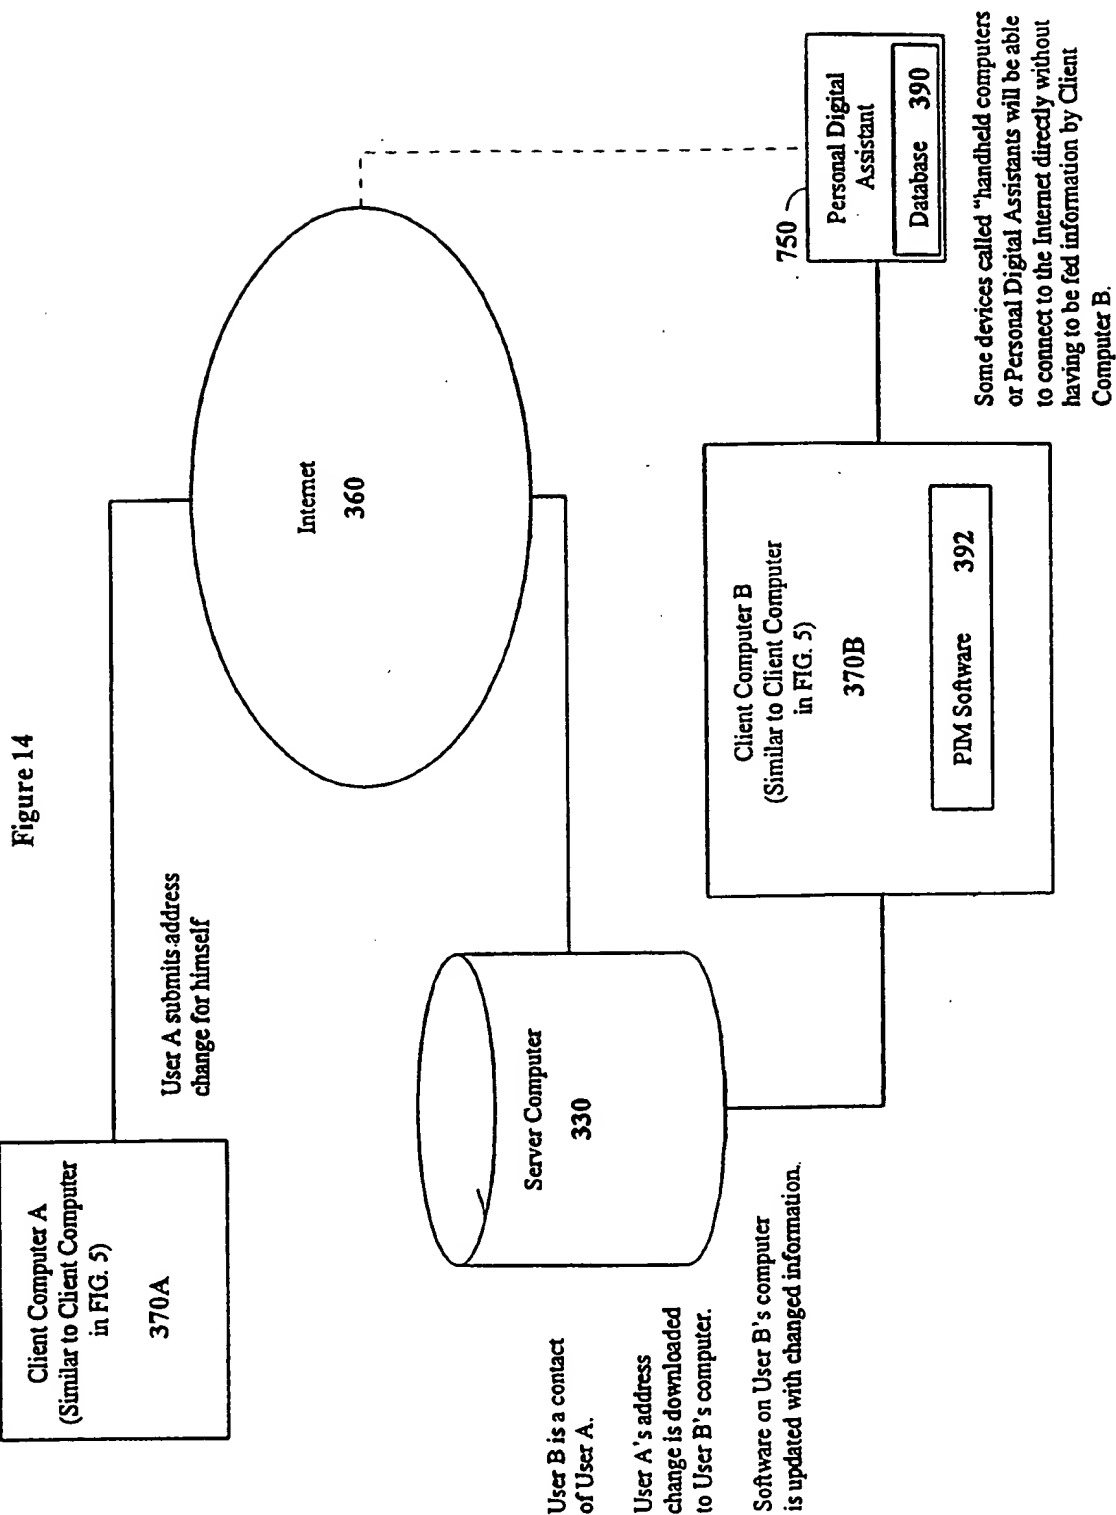 Figure 14
Client Computer A
(Similar to Client Computer
in FIG. 5)
370A
User A submits address
change for himself
Internet
360
Server Computer
330
User B is a contact
of User A.
User A's address
change is downloaded
to User B's computer.
Software on User B's computer
is updated with changed information.
Client Computer B
(Similar to Client Computer
in FIG. 5)
370B
PIM Software 392
750
Personal Digital
Assistant
Database 390
Some devices called "handheld computers
or Personal Digital Assistants will be able
to connect to the Internet directly without
having to be fed information by Client
Computer B.